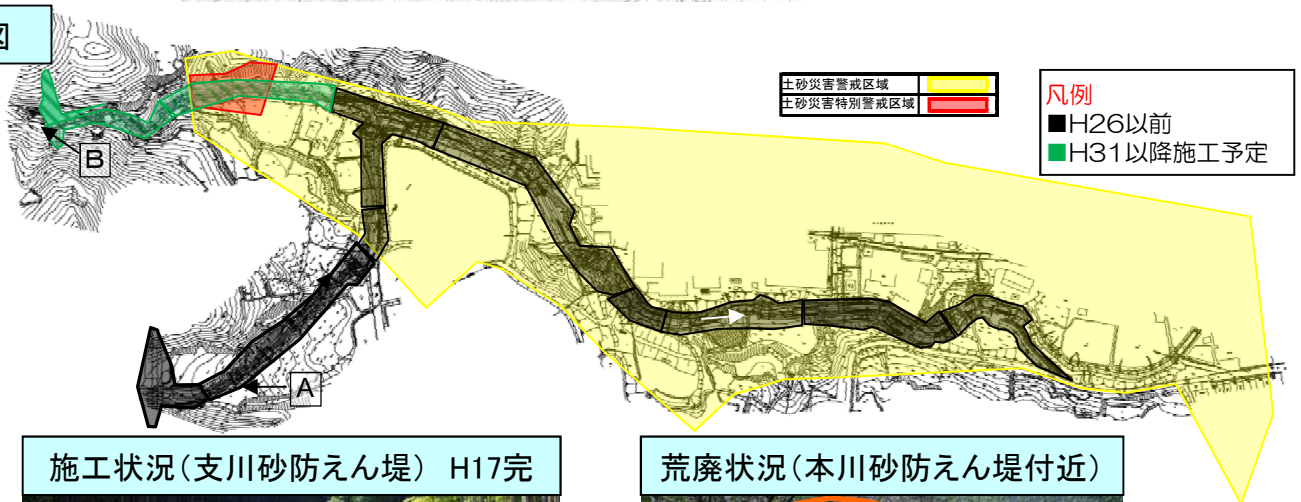 図
土砂災害警戒区域
土砂災害特別警戒区域
凡例
■H26以前
■H31以降施工予定
B
A
施工状況(支川砂防えん堤) H17完
荒廃状況(本川砂防えん堤付近)